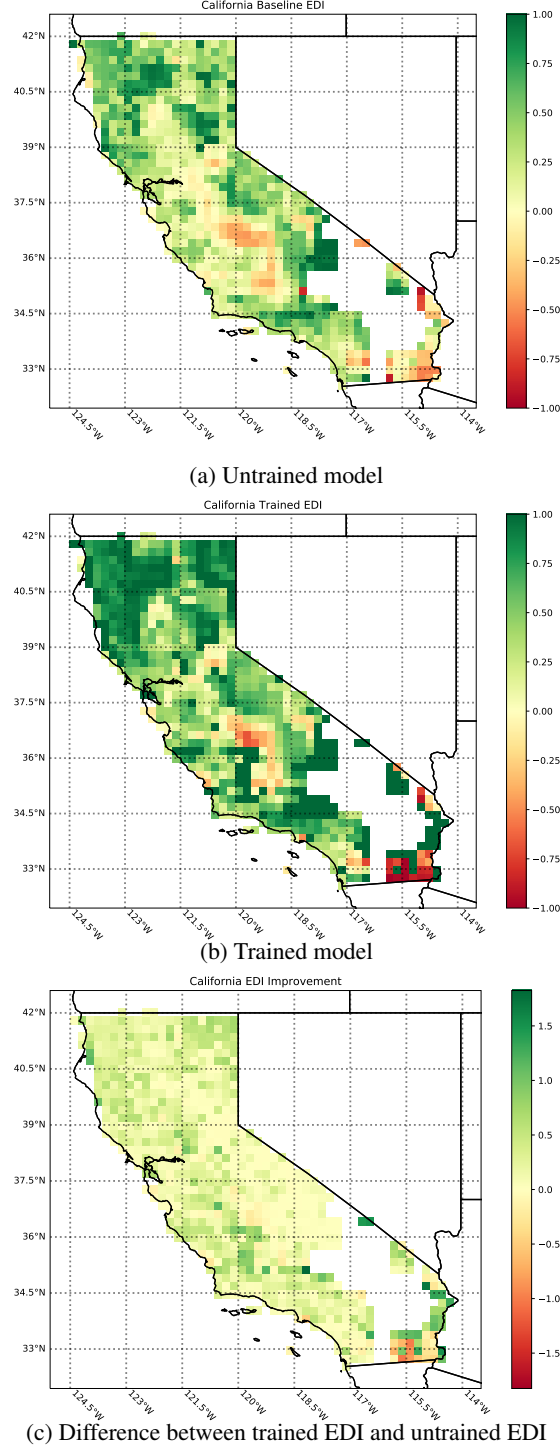 California Baseline EDI
42°N
40.5°N
39°N
37.5°N
36°N
34.5°N
33°N
124.5°W
123°W
121.5°W
120°W
118.5°W
117°W
115.5°W
114°W
1.00
0.75
0.50
0.25
0.00
−0.25
−0.50
−0.75
−1.00
(a) Untrained model
California Trained EDI
42°N
40.5°N
39°N
37.5°N
36°N
34.5°N
33°N
124.5°W
123°W
121.5°W
120°W
118.5°W
117°W
115.5°W
114°W
1.00
0.75
0.50
0.25
0.00
−0.25
−0.50
−0.75
−1.00
(b) Trained model
California EDI Improvement
42°N
40.5°N
39°N
37.5°N
36°N
34.5°N
33°N
124.5°W
123°W
121.5°W
120°W
118.5°W
117°W
115.5°W
114°W
1.5
1.0
0.5
0.0
−0.5
−1.0
−1.5
(c) Difference between trained EDI and untrained EDI